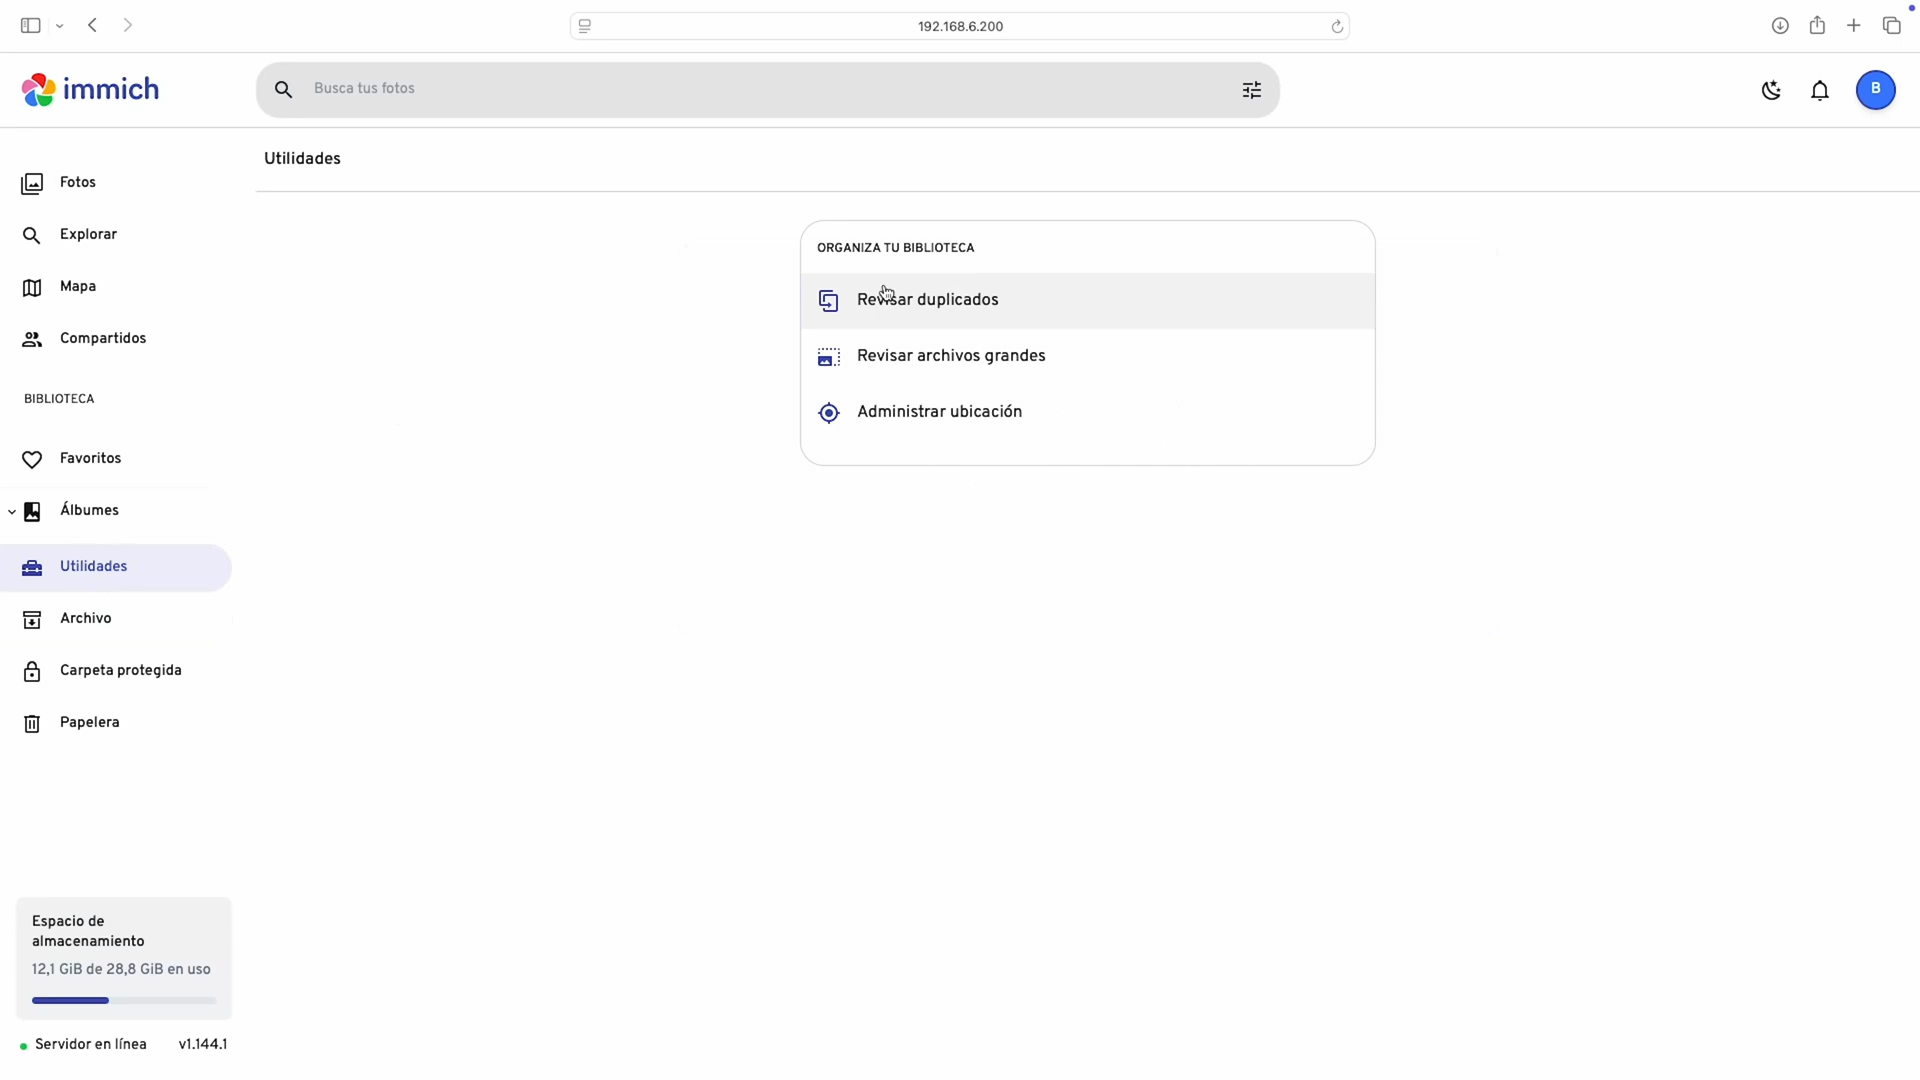 192.168.6.200
immich
Busca tus fotos
B
Utilidades
Fotos
Explorar
Mapa
Compartidos
BIBLIOTECA
Favoritos
Álbumes
Utilidades
Archivo
Carpeta protegida
Papelera
ORGANIZA TU BIBLIOTECA
Revisar duplicados
Revisar archivos grandes
Administrar ubicación
Espacio de
almacenamiento
12,1 GiB de 28,8 GiB en uso
Servidor en línea v1.144.1